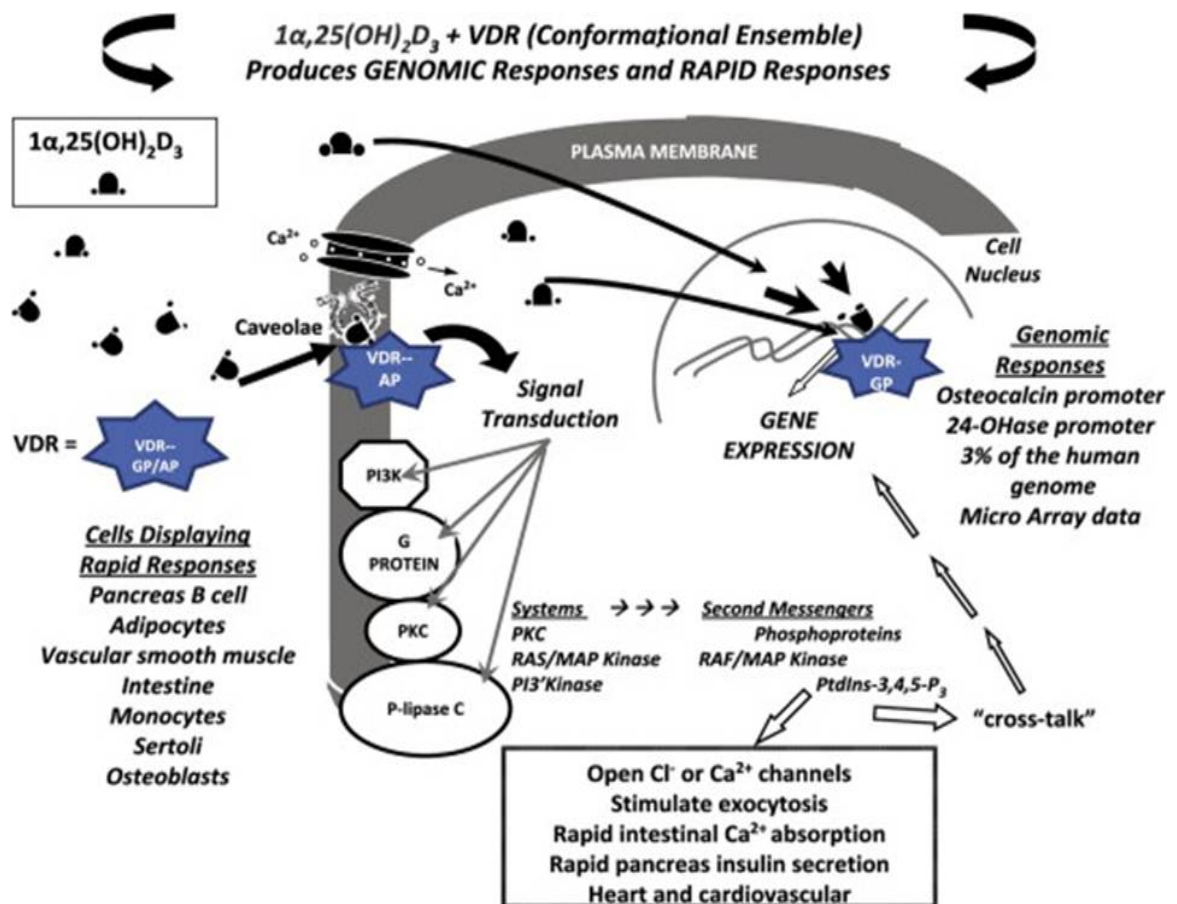 1α,25(OH)₂D₃ + VDR (Conformational Ensemble)
Produces GENOMIC Responses and RAPID Responses
1α,25(OH)₂D₃
PLASMA MEMBRANE
Ca²⁺
Ca²⁺
Cell
Nucleus
Caveolae
VDR--
AP
VDR-
GP
Signal
Transduction
GENE
EXPRESSION
Genomic
Responses
Osteocalcin promoter
24-OHase promoter
3% of the human
genome
Micro Array data
VDR =
VDR--
GP/AP
PI3K
G
PROTEIN
PKC
P-lipase C
Cells Displaying
Rapid Responses
Pancreas B cell
Adipocytes
Vascular smooth muscle
Intestine
Monocytes
Sertoli
Osteoblasts
Systems → → → Second Messengers
PKC Phosphoproteins
RAS/MAP Kinase RAF/MAP Kinase
PI3'Kinase PtdIns-3,4,5-P₃
"cross-talk"
Open Cl⁻ or Ca²⁺ channels
Stimulate exocytosis
Rapid intestinal Ca²⁺ absorption
Rapid pancreas insulin secretion
Heart and cardiovascular